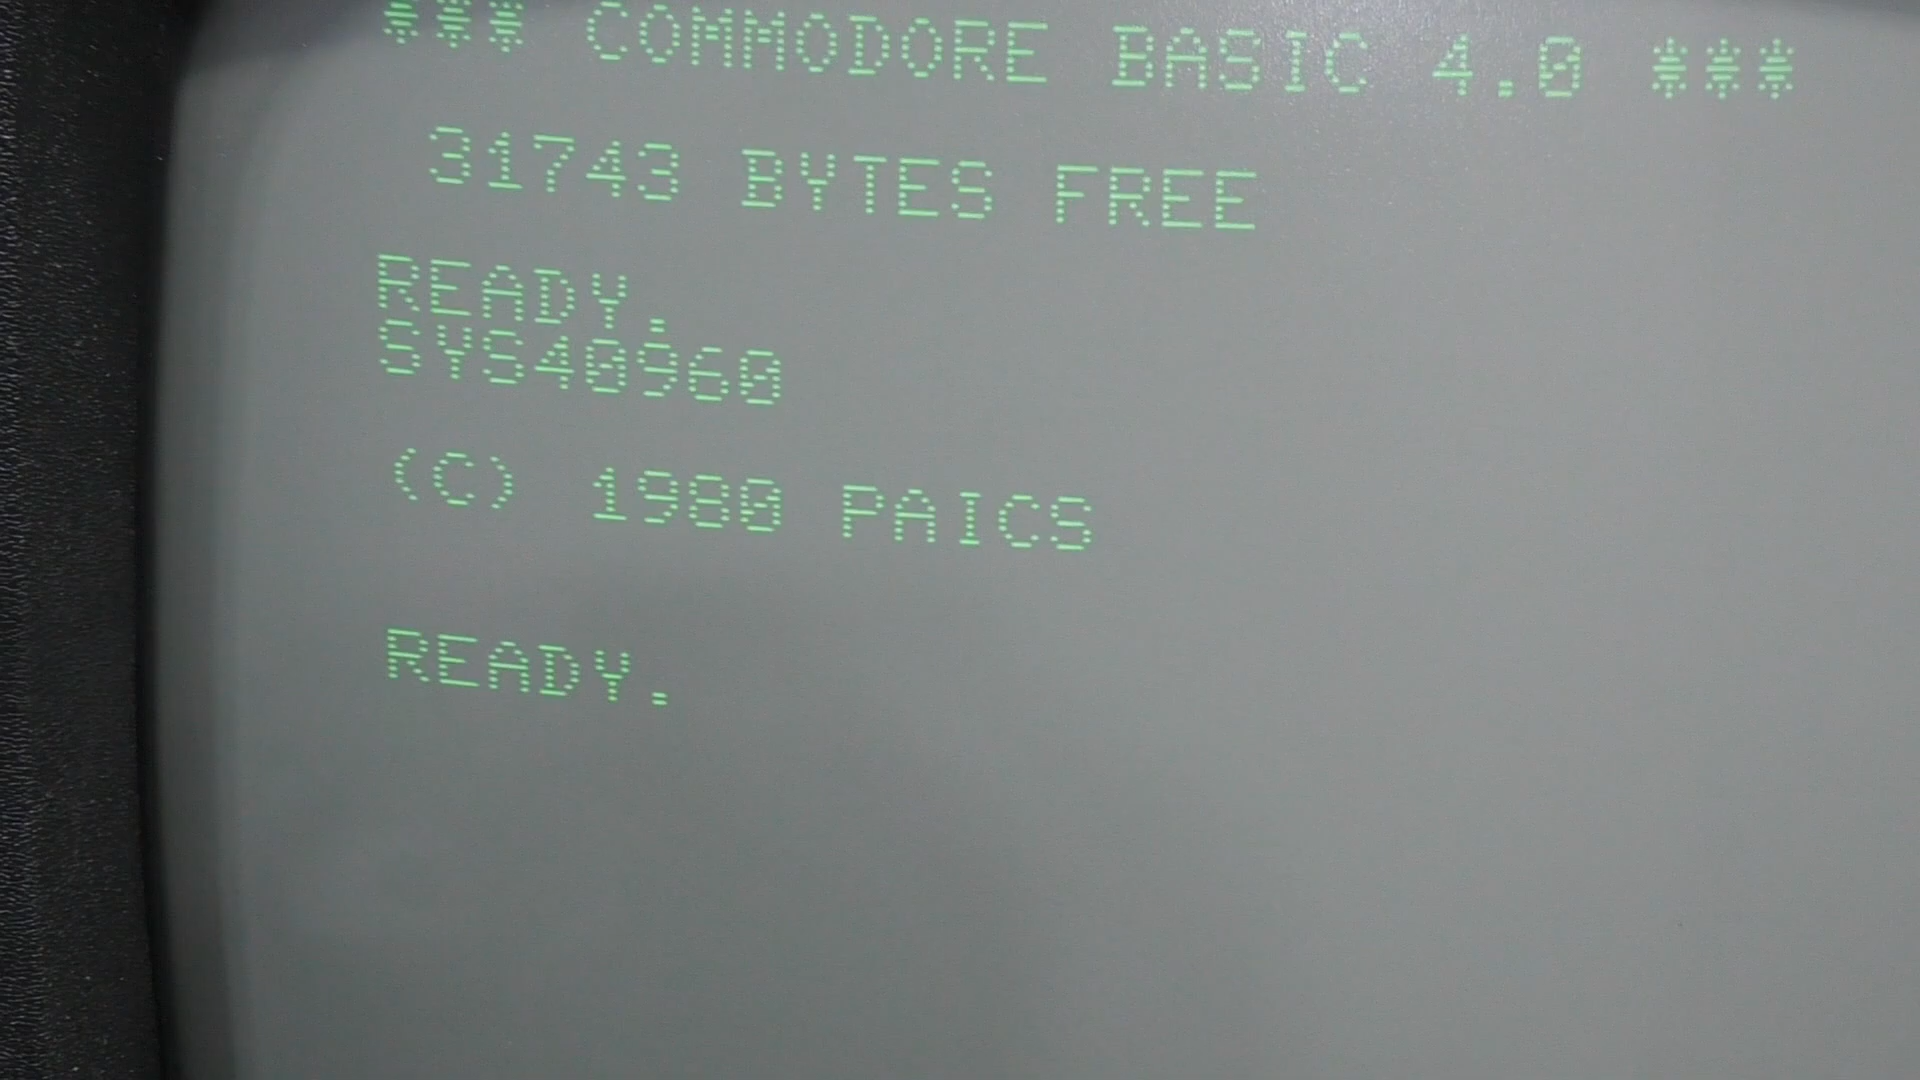 *** COMMODORE BASIC 4.0 ***
31743 BYTES FREE
READY.
SYS40960
(C) 1980 PAICS
READY.